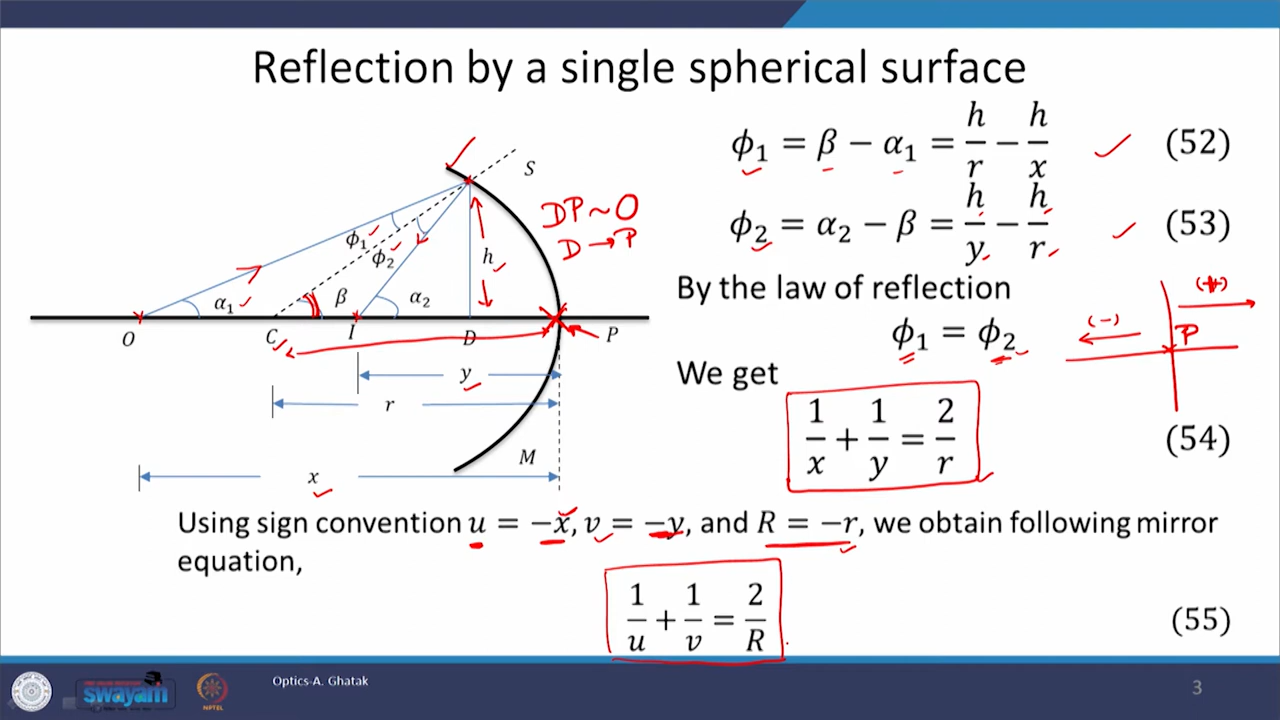 Reflection by a single spherical surface
S
ϕ₁
ϕ₂
h
α₁
β
α₂
O
C
I
D
P
y
r
M
x
DP ~ O
D → P
ϕ₁ = β − α₁ = h/r − h/x (52)
ϕ₂ = α₂ − β = h/y − h/r (53)
By the law of reflection
ϕ₁ = ϕ₂
(+)
(−)
P
We get
1/x + 1/y = 2/r (54)
Using sign convention u = −x, v = −y, and R = −r, we obtain following mirror
equation,
1/u + 1/v = 2/R (55)
swayam
NPTEL
Optics-A. Ghatak
3